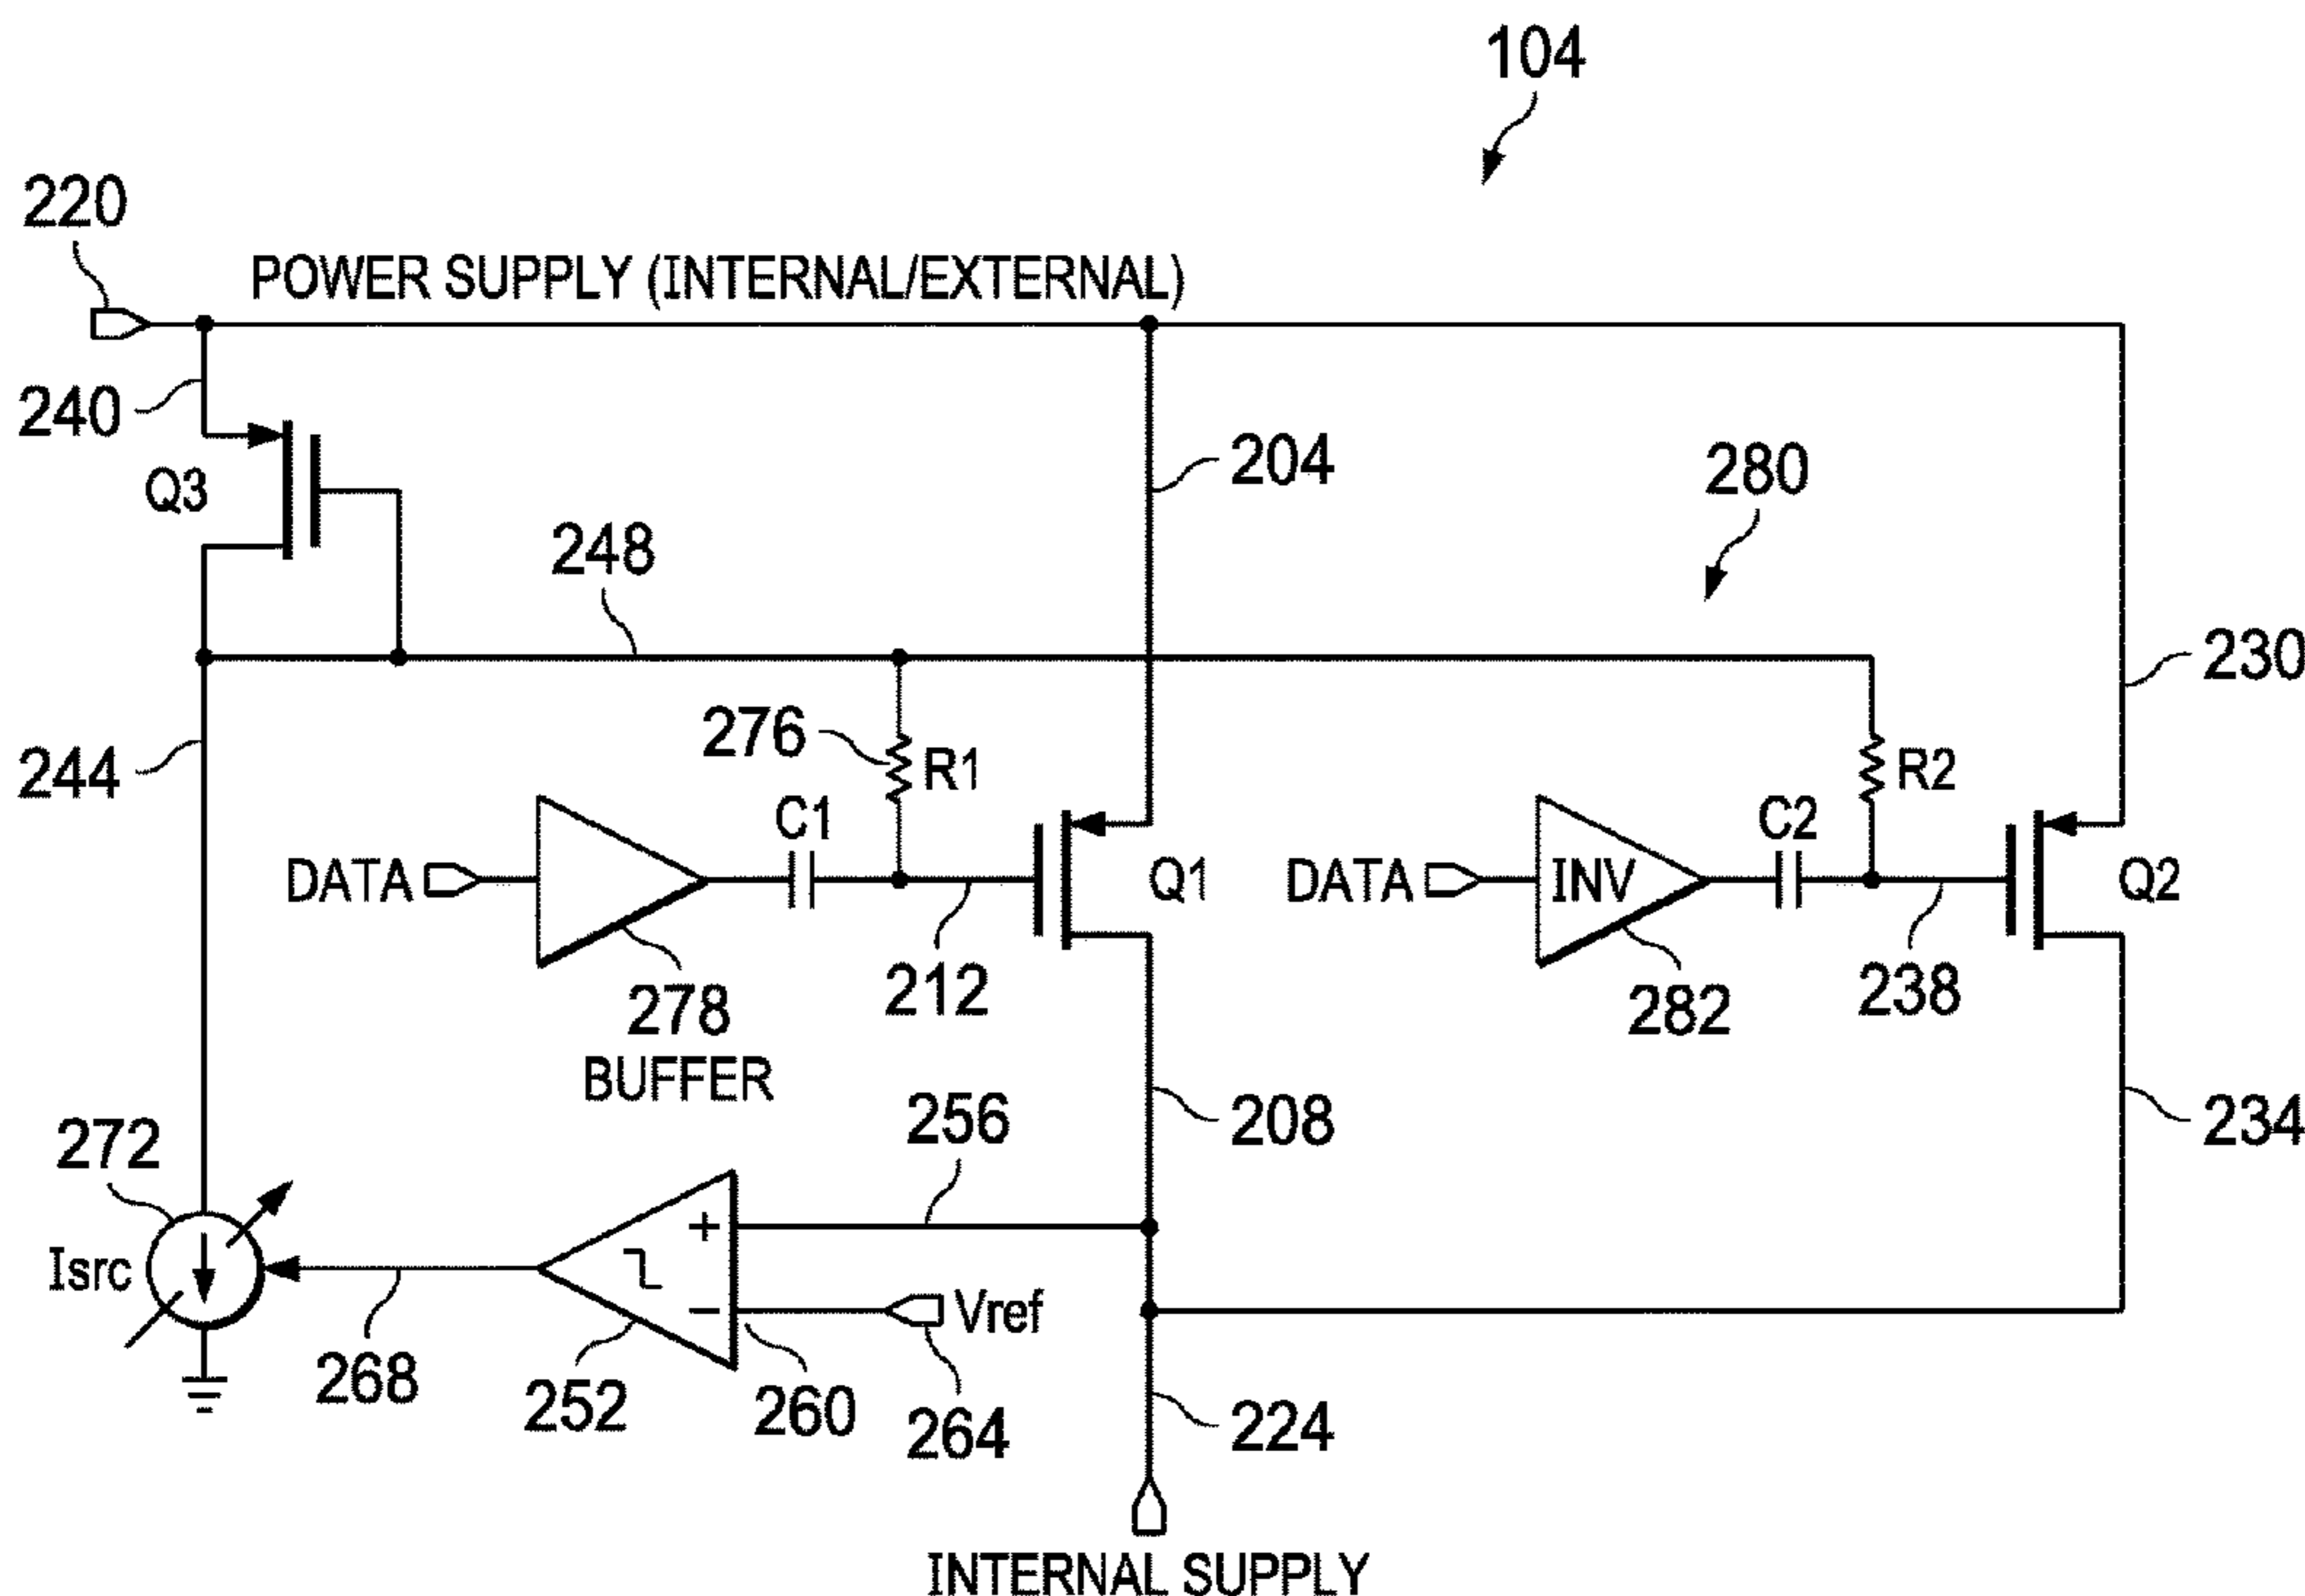 104
220
POWER SUPPLY (INTERNAL/EXTERNAL)
240
Q3
204
280
248
230
276
R1
R2
244
C1
C2
DATA
Q1
DATA
INV
Q2
212
238
278
282
BUFFER
256
208
234
272
+
Isrc
−
Vref
268
252
260
264
224
INTERNAL SUPPLY